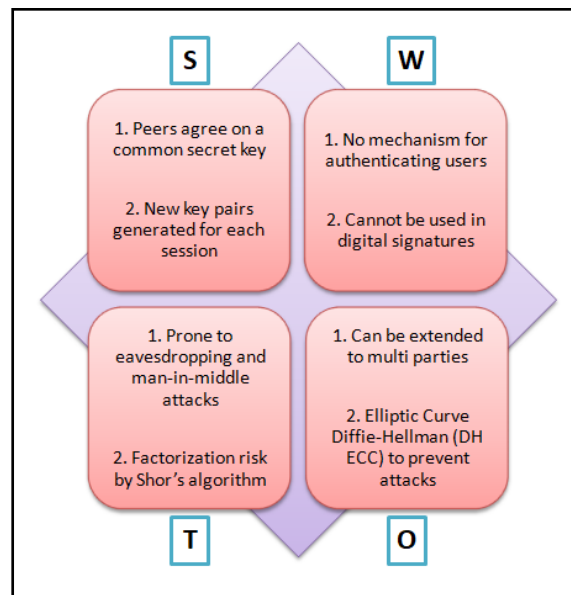 S
W
1. Peers agree on a
common secret key
2. New key pairs
generated for each
session
1. No mechanism for
authenticating users
2. Cannot be used in
digital signatures
1. Prone to
eavesdropping and
man-in-middle
attacks
2. Factorization risk
by Shor's algorithm
1. Can be extended
to multi parties
2. Elliptic Curve
Diffie-Hellman (DH
ECC) to prevent
attacks
T
O